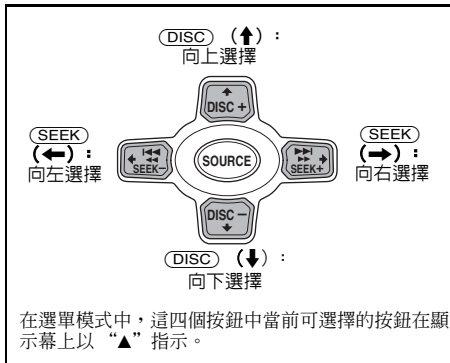 DISC (↑)：
向上選擇
DISC +
SEEK
(←)：
向左選擇
SEEK−
SOURCE
SEEK+
SEEK
(→)：
向右選擇
DISC −
DISC (↓)：
向下選擇
在選單模式中，這四個按鈕中當前可選擇的按鈕在顯
示幕上以“▲”指示。